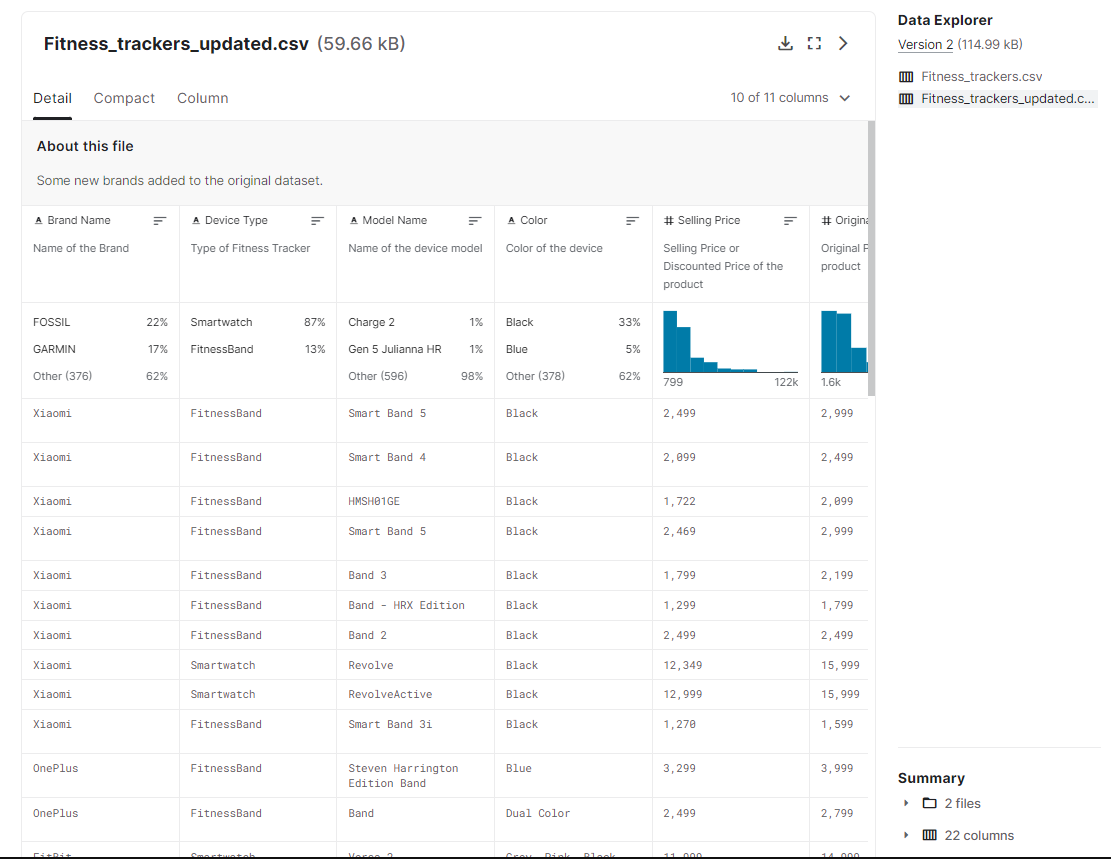 Fitness_trackers_updated.csv (59.66 kB)
Detail Compact Column 10 of 11 columns
About this file
Some new brands added to the original dataset.
Brand Name Device Type Model Name Color Selling Price Origina
Name of the Brand Type of Fitness Tracker Name of the device model Color of the device Selling Price or Original P
Discounted Price of the product
product
FOSSIL 22% Smartwatch 87% Charge 2 1% Black 33%
GARMIN 17% FitnessBand 13% Gen 5 Julianna HR 1% Blue 5%
Other (376) 62% Other (596) 98% Other (378) 62% 799 122k 1.6k
Xiaomi FitnessBand Smart Band 5 Black 2,499 2,999
Xiaomi FitnessBand Smart Band 4 Black 2,099 2,499
Xiaomi FitnessBand HMSH01GE Black 1,722 2,099
Xiaomi FitnessBand Smart Band 5 Black 2,469 2,999
Xiaomi FitnessBand Band 3 Black 1,799 2,199
Xiaomi FitnessBand Band - HRX Edition Black 1,299 1,799
Xiaomi FitnessBand Band 2 Black 2,499 2,499
Xiaomi Smartwatch Revolve Black 12,349 15,999
Xiaomi Smartwatch RevolveActive Black 12,999 15,999
Xiaomi FitnessBand Smart Band 3i Black 1,270 1,599
OnePlus FitnessBand Steven Harrington Blue 3,299 3,999
Edition Band
OnePlus FitnessBand Band Dual Color 2,499 2,799
Data Explorer
Version 2 (114.99 kB)
Fitness_trackers.csv
Fitness_trackers_updated.c...
Summary
2 files
22 columns